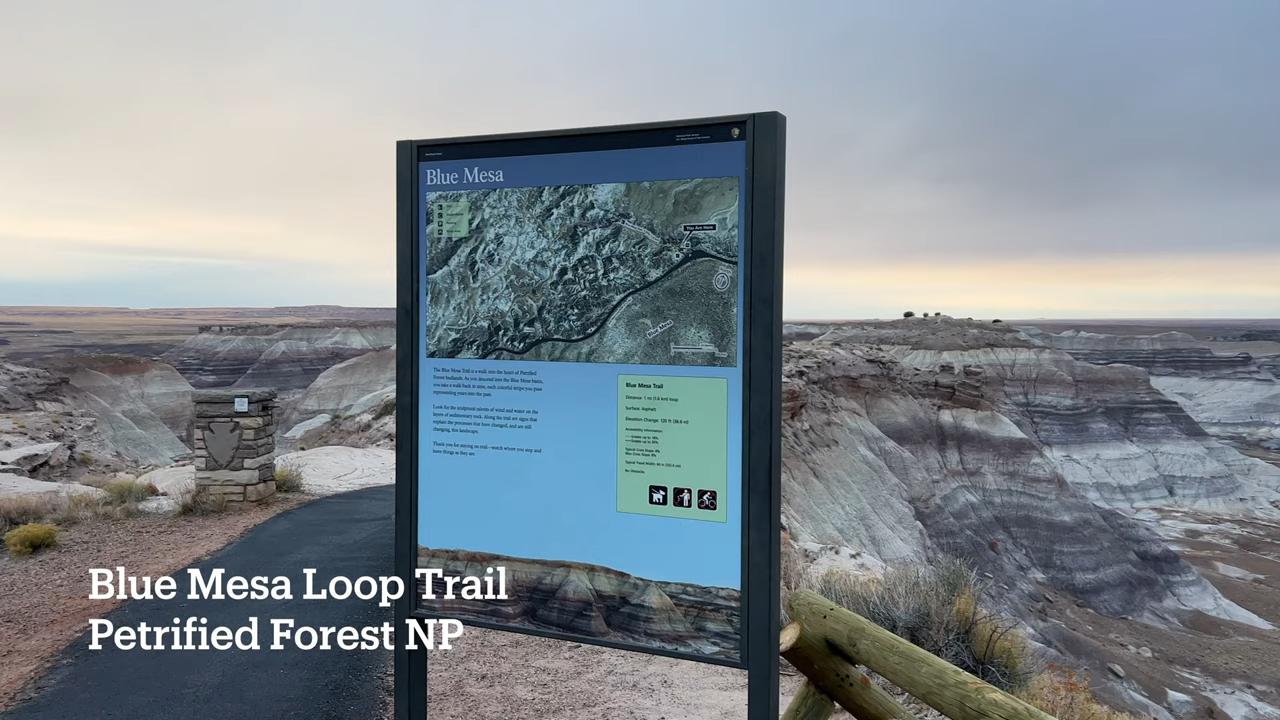 Blue Mesa
You Are Here
Blue Mesa
The Blue Mesa Trail is a walk into the heart of Petrified
Forest badlands. As you descend into the Blue Mesa basin,
you take a walk back in time, each colorful stripe you pass
representing years into the past.
Look for the sculptural talents of wind and water on the
layers of sedimentary rock. Along the trail are signs that
explain the processes that have changed, and are still
changing, this landscape.
Thank you for staying on trail—watch where you step and
leave things as they are.
Blue Mesa Trail
Distance: 1 mi (1.6 km) loop
Surface: Asphalt
Elevation Change: 120 ft (36.6 m)
Accessibility Information:
No Obstacles
Blue Mesa Loop Trail
Petrified Forest NP